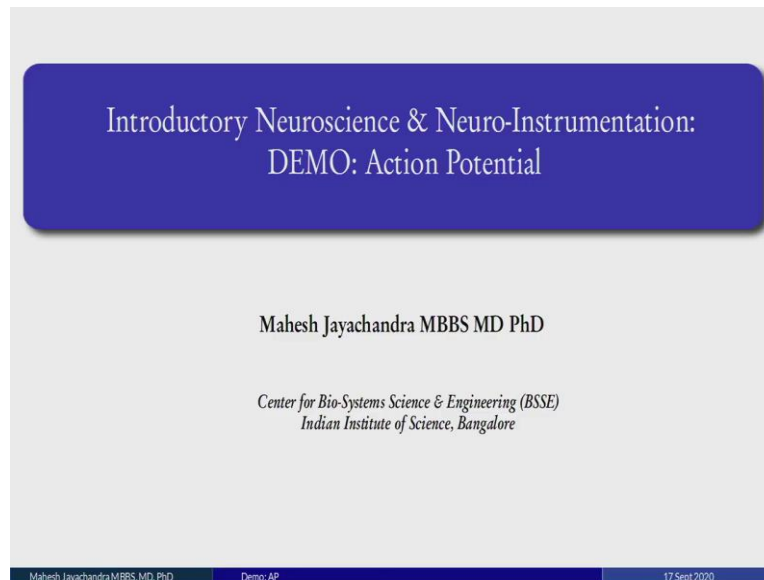 Introductory Neuroscience & Neuro-Instrumentation:
DEMO: Action Potential
Mahesh Jayachandra MBBS MD PhD
Center for Bio-Systems Science & Engineering (BSSE)
Indian Institute of Science, Bangalore
Mahesh Jayachandra MBBS, MD, PhD Demo: AP 17 Sept 2020